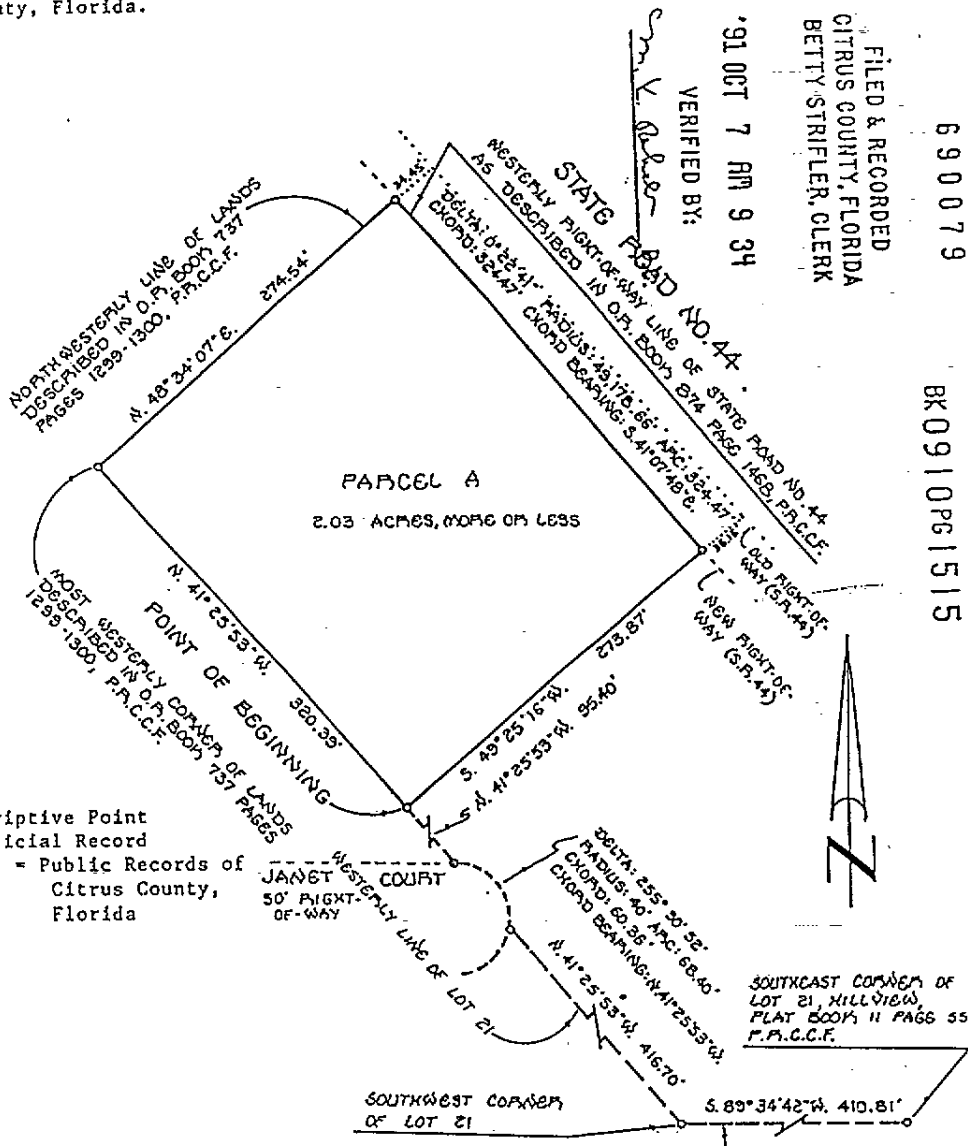 nty, Florida.
690079
BK0910PG1515
FILED & RECORDED
CITRUS COUNTY, FLORIDA
BETTY STRIFLER, CLERK
'91 OCT 7 AM 9 34
VERIFIED BY:
STATE ROAD NO. 44
WESTERLY RIGHT-OF-WAY LINE OF STATE ROAD NO. 44
AS DESCRIBED IN O.R. BOOK 874 PAGE 1468, P.R.C.C.F.
DELTA: 0°22'41" RADIUS: 49,178.66' ARC: 324.47'
CHORD: 324.47' CHORD BEARING: S. 41°07'48" E.
NORTHWESTERLY LINE OF LANDS
DESCRIBED IN O.R. BOOK 737
PAGES 1299-1300, P.R.C.C.F.
274.54'
N. 48°34'07" E.
PARCEL A
2.03 ACRES, MORE OR LESS
OLD RIGHT-OF-
WAY (S.R. 44)
NEW RIGHT-OF-
WAY (S.R. 44)
MOST WESTERLY CORNER OF LANDS
DESCRIBED IN O.R. BOOK 737 PAGES
1299-1300, P.R.C.C.F.
N. 41°25'53" W. 320.39'
POINT OF BEGINNING
273.87'
S. 49°25'16" W.
N. 41°25'53" W. 95.40'
riptive Point
icial Record
= Public Records of
Citrus County,
Florida
JANET COURT
50' RIGHT-
OF-WAY
WESTERLY LINE OF LOT 21
DELTA: 255°30'52"
RADIUS: 40' ARC: 68.40'
CHORD: 60.36'
CHORD BEARING: N. 41°25'53" W.
N. 41°25'53" W. 416.70'
N
SOUTHEAST CORNER OF
LOT 21, HILLVIEW,
PLAT BOOK 11 PAGE 55
P.R.C.C.F.
SOUTHWEST CORNER
OF LOT 21
S. 89°34'42" W. 410.81'